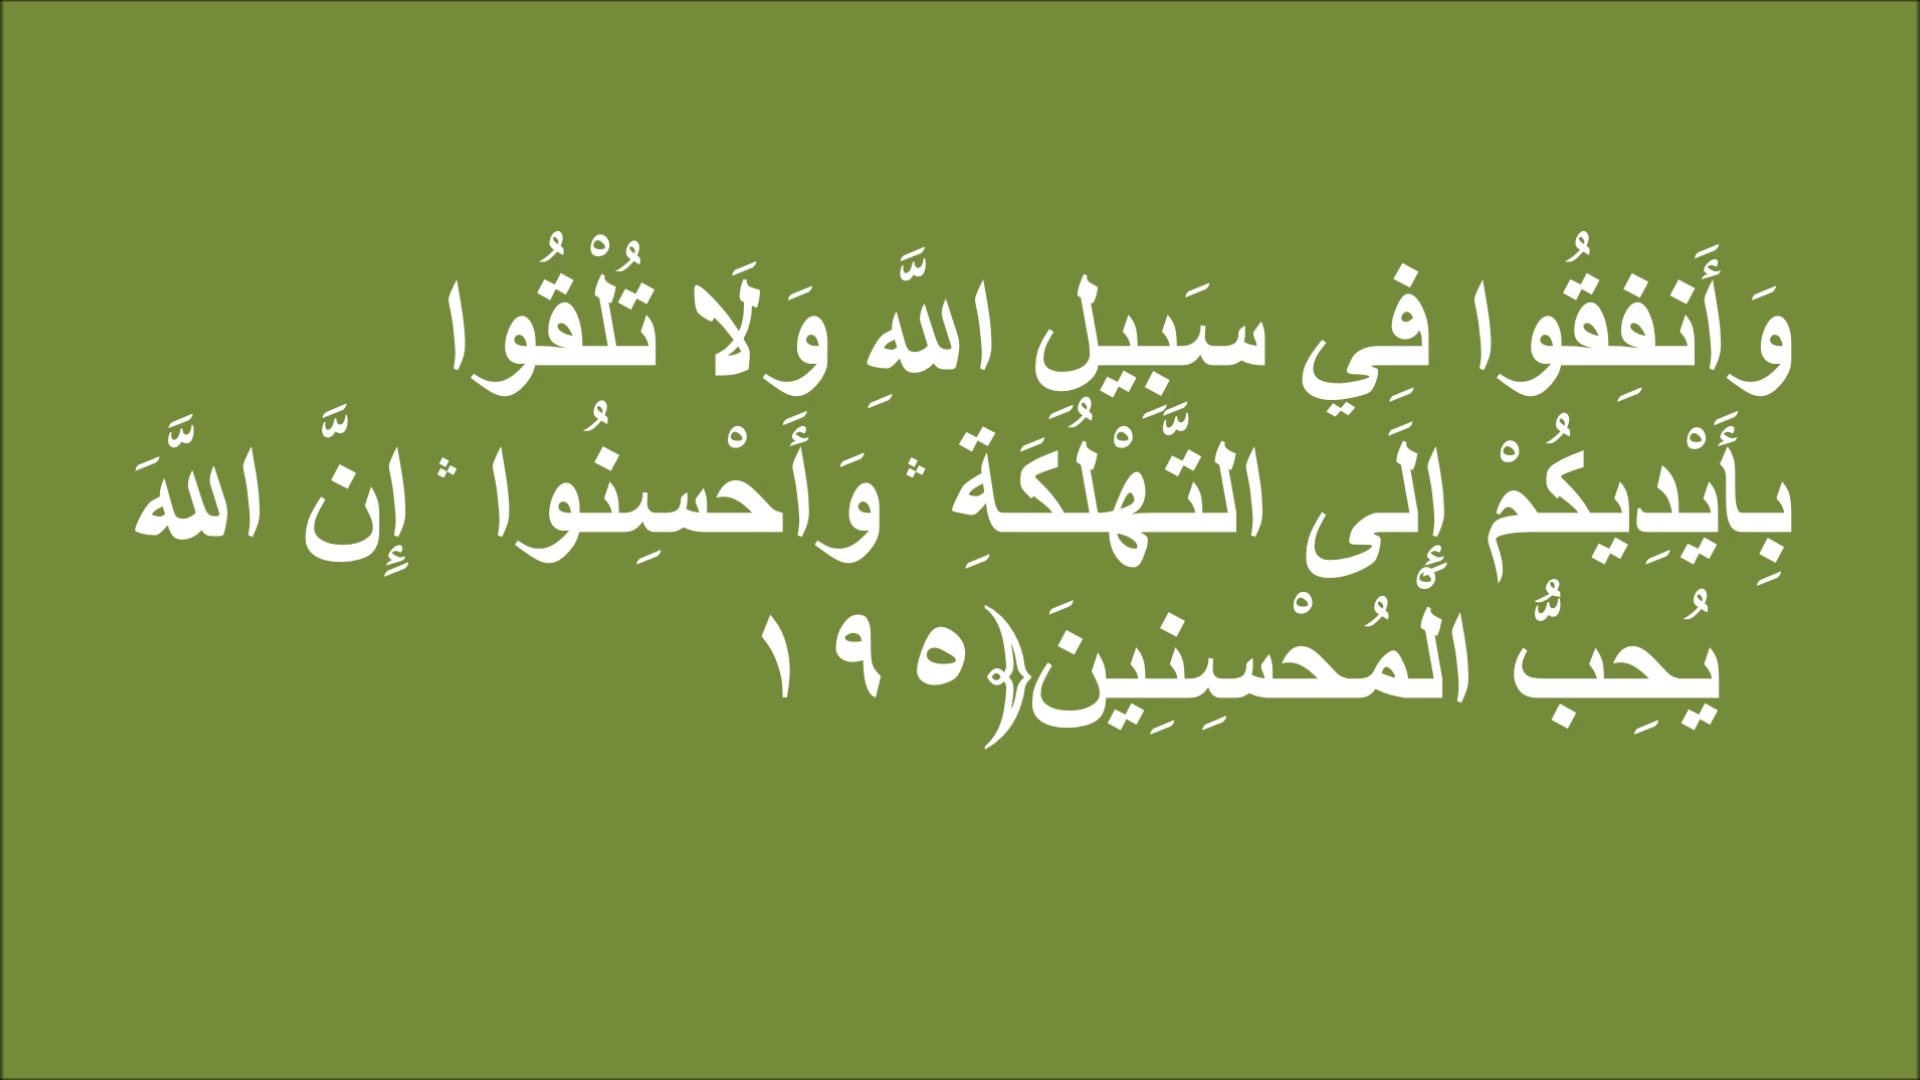 وَأَنفِقُوا فِي سَبِيلِ اللَّهِ وَلَا تُلْقُوا
بِأَيْدِيكُمْ إِلَى التَّهْلُكَةِ ۛ وَأَحْسِنُوا ۛ إِنَّ اللَّهَ
يُحِبُّ الْمُحْسِنِينَ﴿١٩٥